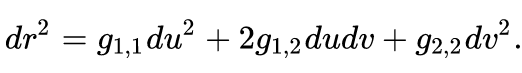 dr² = g₁,₁du² + 2g₁,₂dudv + g₂,₂dv².